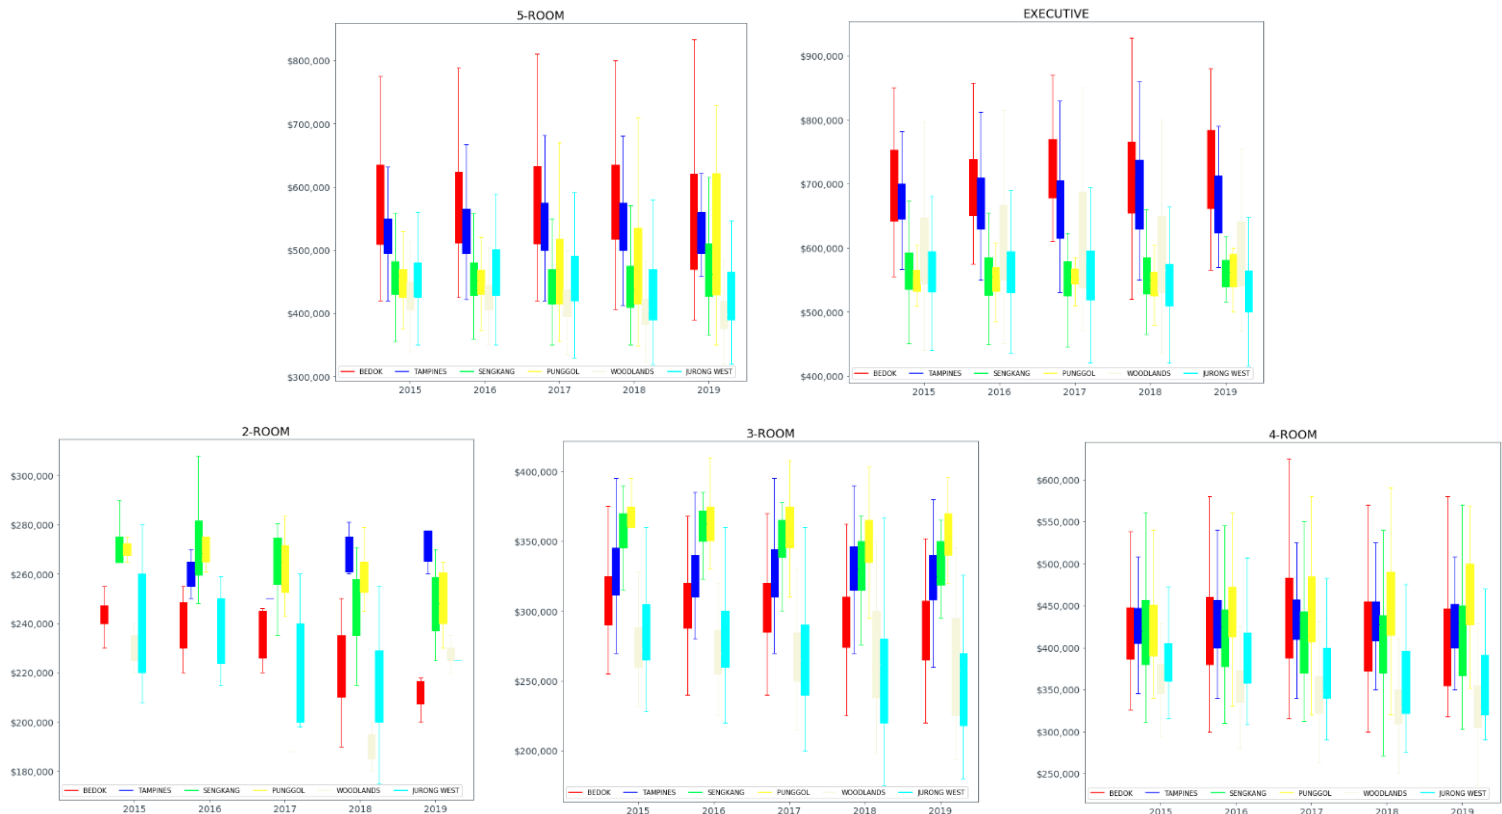 5-ROOM
$800,000
$700,000
$600,000
$500,000
$400,000
$300,000
BEDOK TAMPINES SENGKANG PUNGGOL WOODLANDS JURONG WEST
2015 2016 2017 2018 2019
EXECUTIVE
$900,000
$800,000
$700,000
$600,000
$500,000
$400,000
BEDOK TAMPINES SENGKANG PUNGGOL WOODLANDS JURONG WEST
2015 2016 2017 2018 2019
2-ROOM
$300,000
$280,000
$260,000
$240,000
$220,000
$200,000
$180,000
BEDOK TAMPINES SENGKANG PUNGGOL WOODLANDS JURONG WEST
2015 2016 2017 2018 2019
3-ROOM
$400,000
$350,000
$300,000
$250,000
$200,000
BEDOK TAMPINES SENGKANG PUNGGOL WOODLANDS JURONG WEST
2015 2016 2017 2018 2019
4-ROOM
$600,000
$550,000
$500,000
$450,000
$400,000
$350,000
$300,000
$250,000
BEDOK TAMPINES SENGKANG PUNGGOL WOODLANDS JURONG WEST
2015 2016 2017 2018 2019